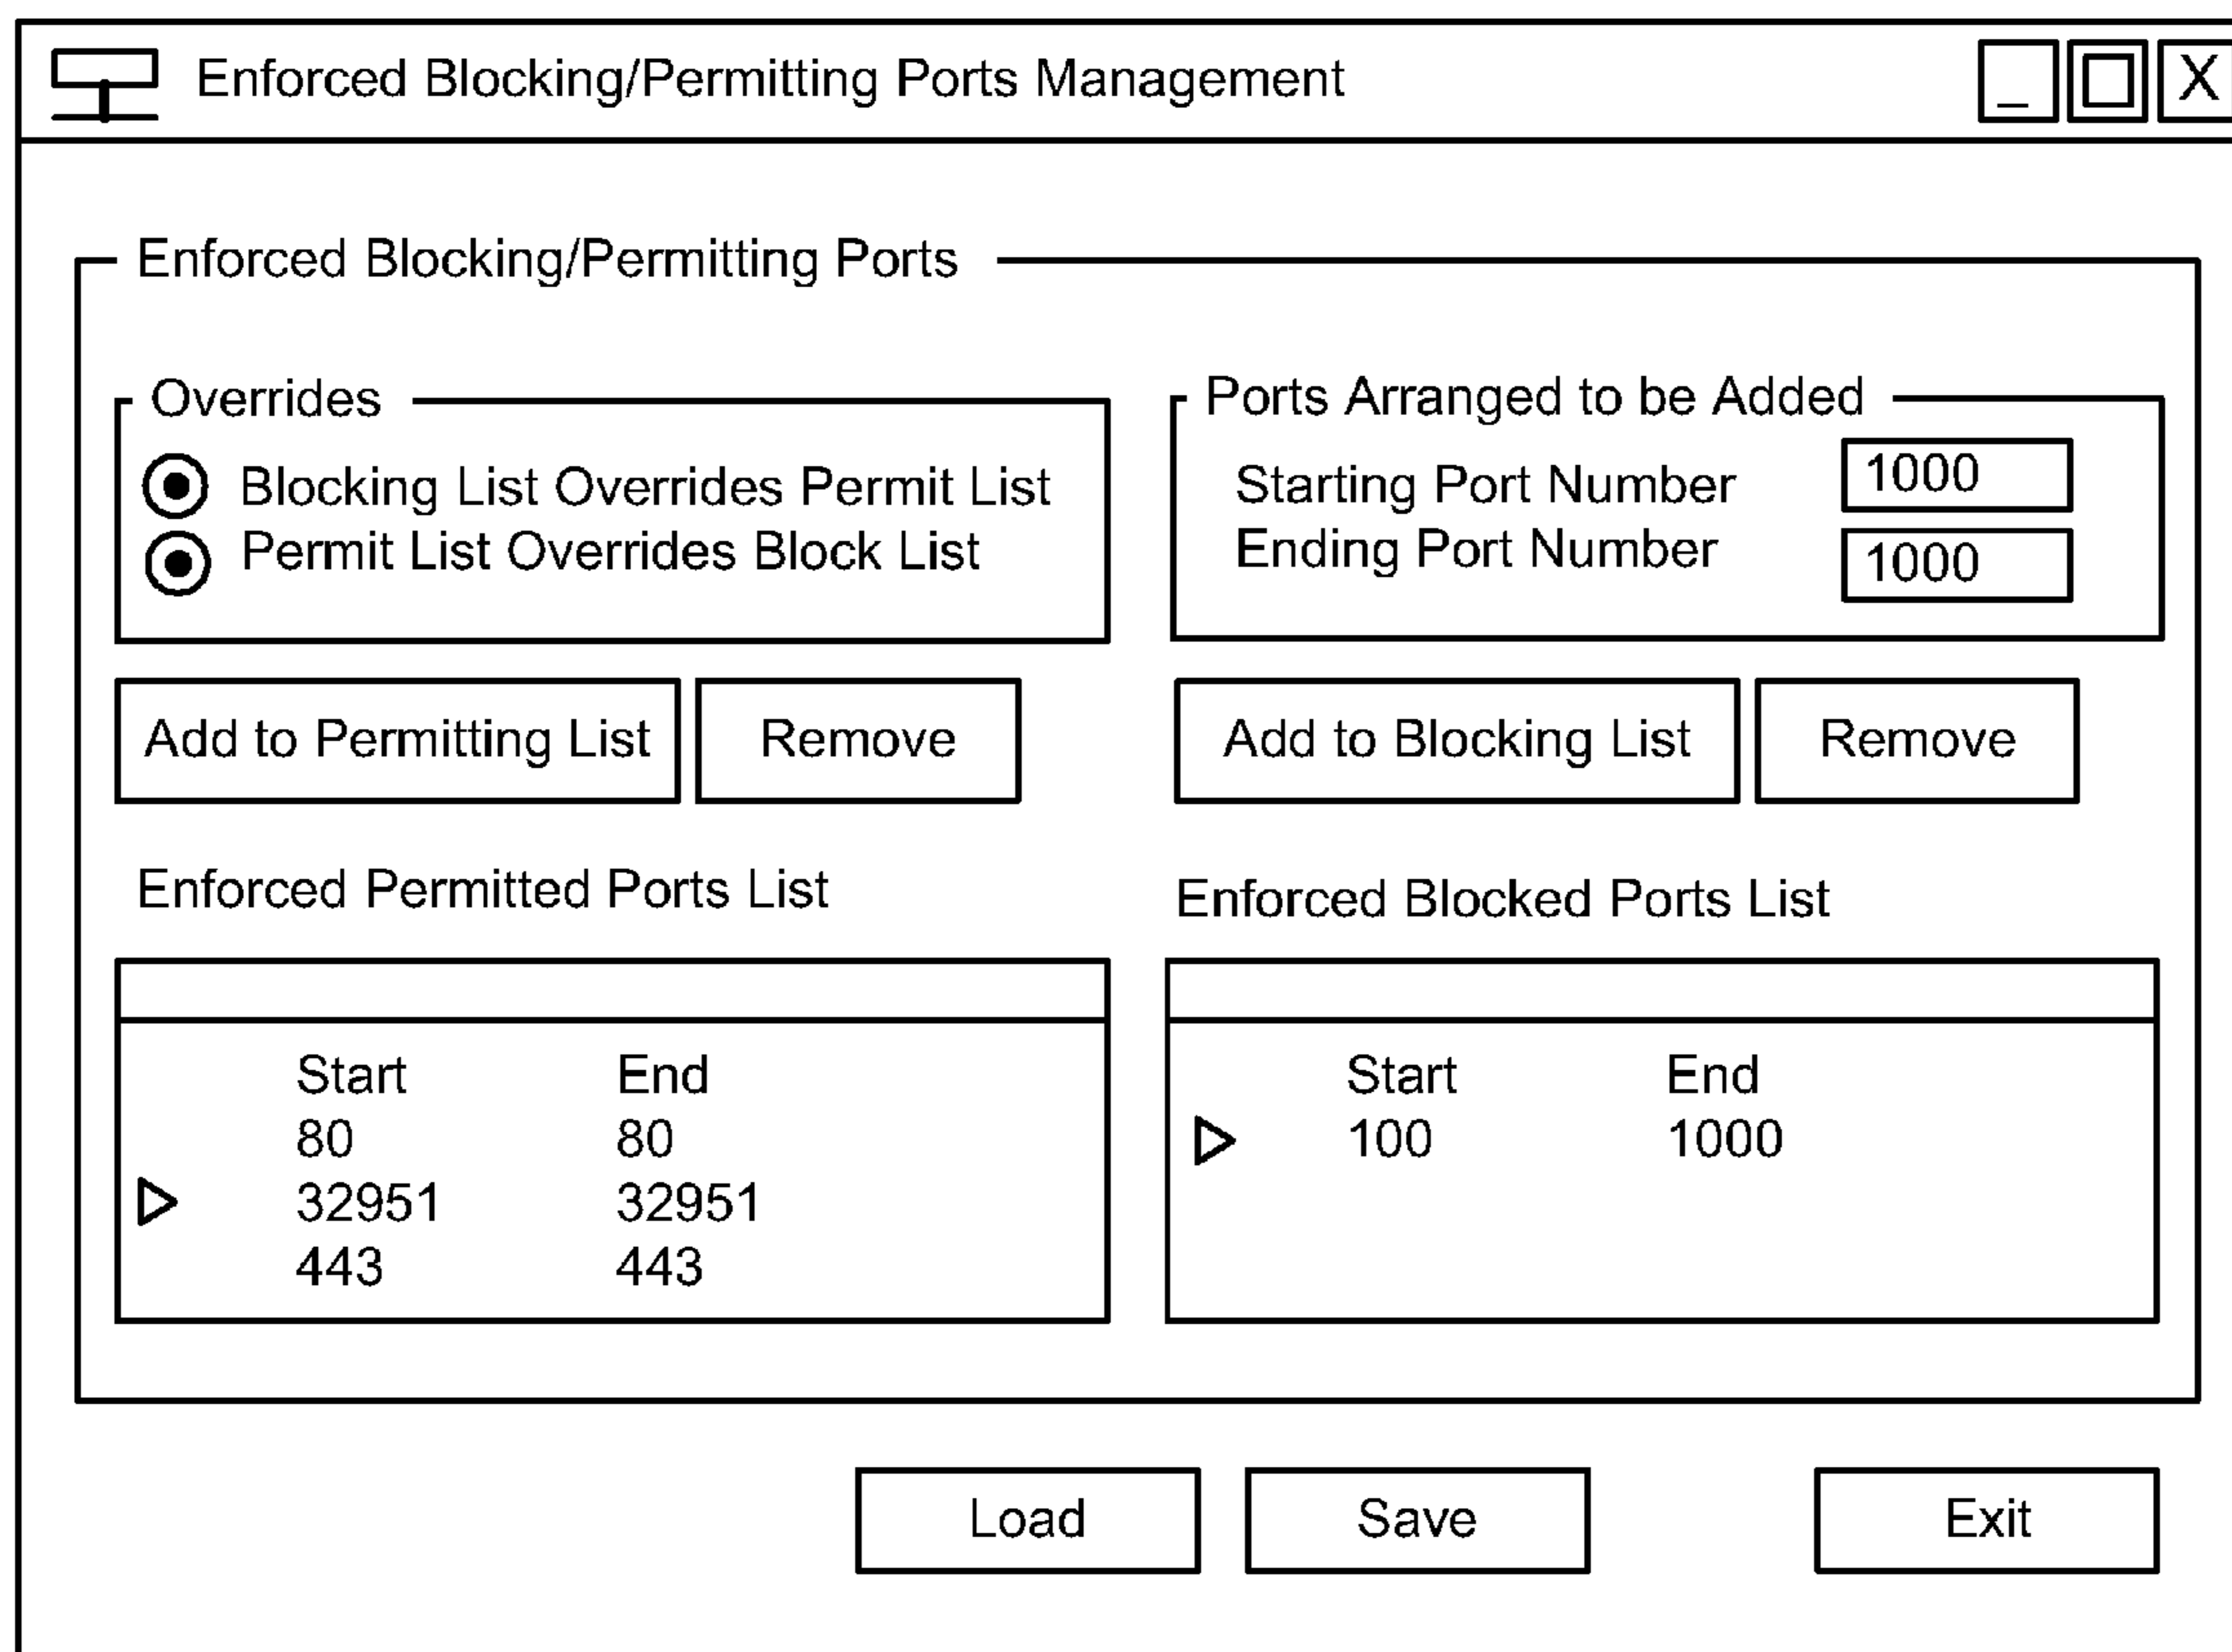 Enforced Blocking/Permitting Ports Management
_ X
Enforced Blocking/Permitting Ports
Overrides
Blocking List Overrides Permit List
Permit List Overrides Block List
Ports Arranged to be Added
Starting Port Number 1000
Ending Port Number 1000
Add to Permitting List
Remove
Add to Blocking List
Remove
Enforced Permitted Ports List
Start End
80 80
32951 32951
443 443
Enforced Blocked Ports List
Start End
100 1000
Load
Save
Exit